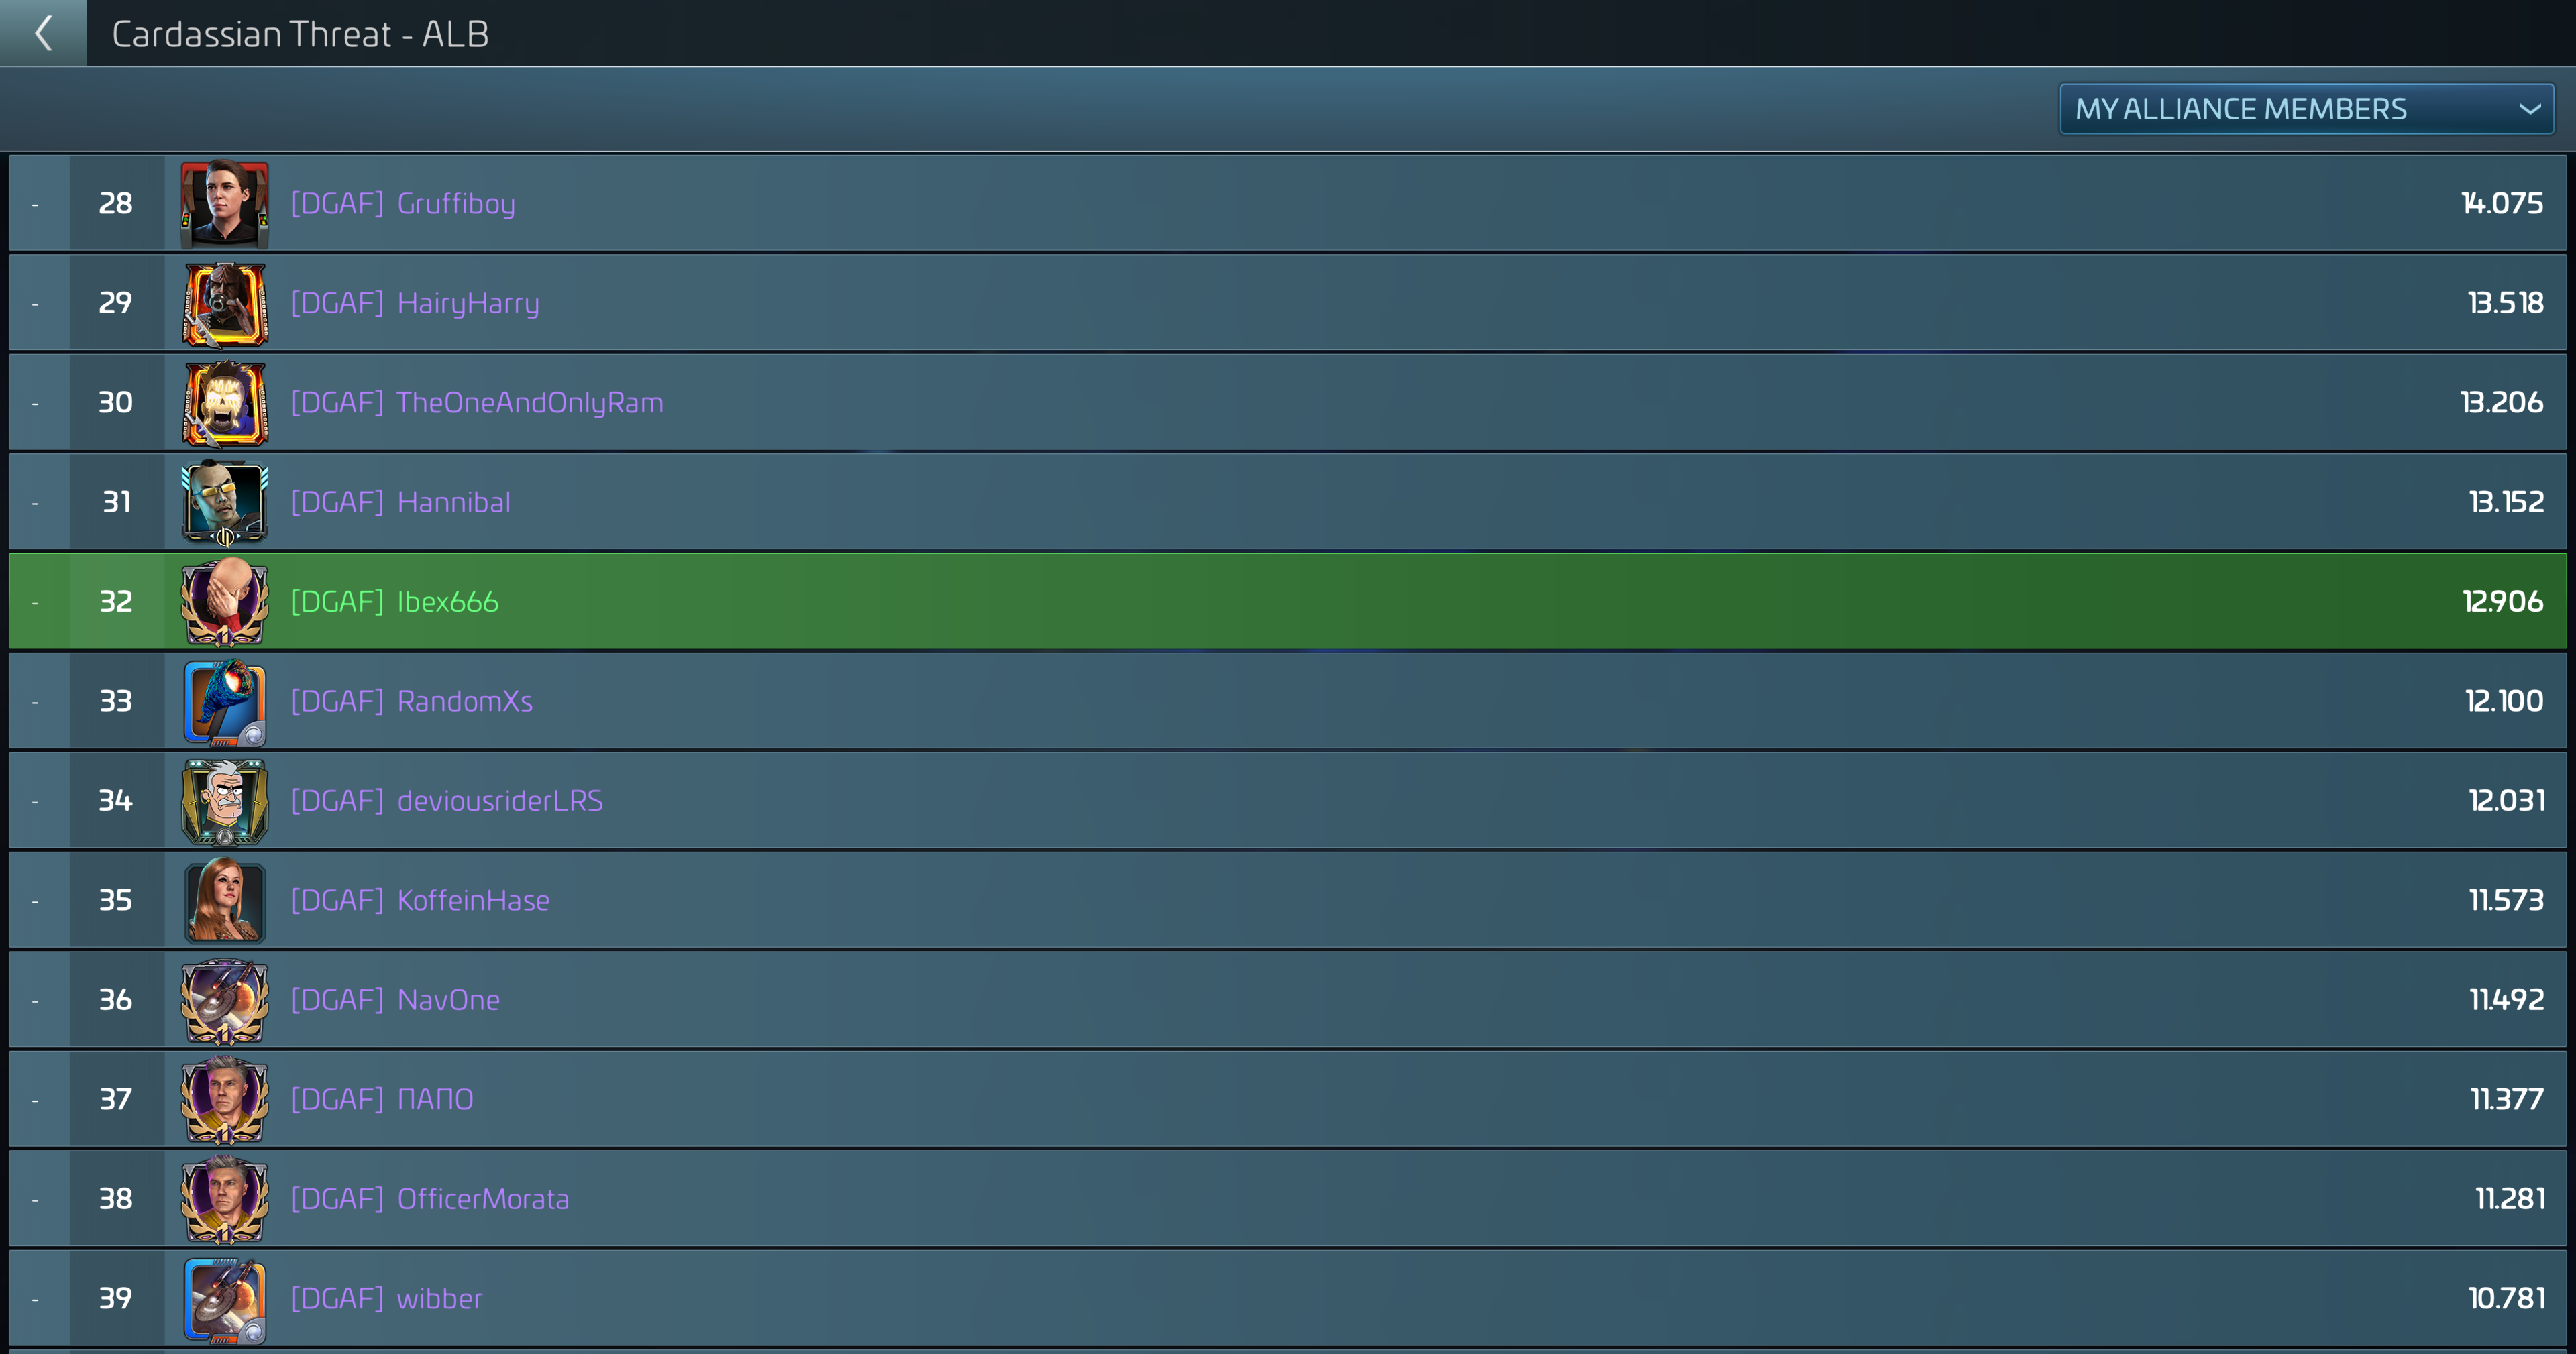 Cardassian Threat - ALB
MY ALLIANCE MEMBERS
- 28 [DGAF] Gruffiboy 14.075
- 29 [DGAF] HairyHarry 13.518
- 30 [DGAF] TheOneAndOnlyRam 13.206
- 31 [DGAF] Hannibal 13.152
- 32 [DGAF] Ibex666 12.906
- 33 [DGAF] RandomXs 12.100
- 34 [DGAF] deviousriderLRS 12.031
- 35 [DGAF] KoffeinHase 11.573
- 36 [DGAF] NavOne 11.492
- 37 [DGAF] ПАПО 11.377
- 38 [DGAF] OfficerMorata 11.281
- 39 [DGAF] wibber 10.781